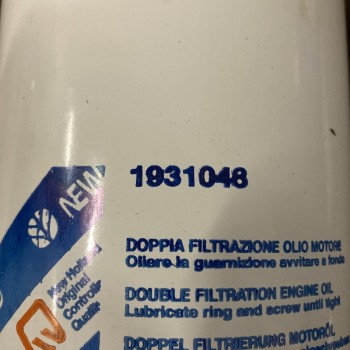 NEW
1931048
New Holland
Original
Controlled
Quality
DOPPIA FILTRAZIONE OLIO MOTORE
Oliare la guarnizione avvitare a fondo
DOUBLE FILTRATION ENGINE OIL
Lubricate ring and screw until tight
DOPPEL FILTRIERUNG MOTORÖL